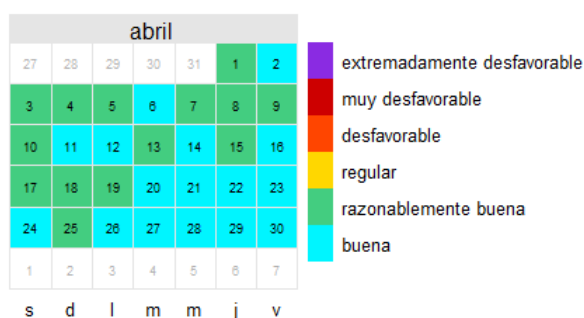 abril
27 28 29 30 31 1 2
3 4 5 6 7 8 9
10 11 12 13 14 15 16
17 18 19 20 21 22 23
24 25 26 27 28 29 30
1 2 3 4 5 6 7
s d l m m j v
extremadamente desfavorable
muy desfavorable
desfavorable
regular
razonablemente buena
buena